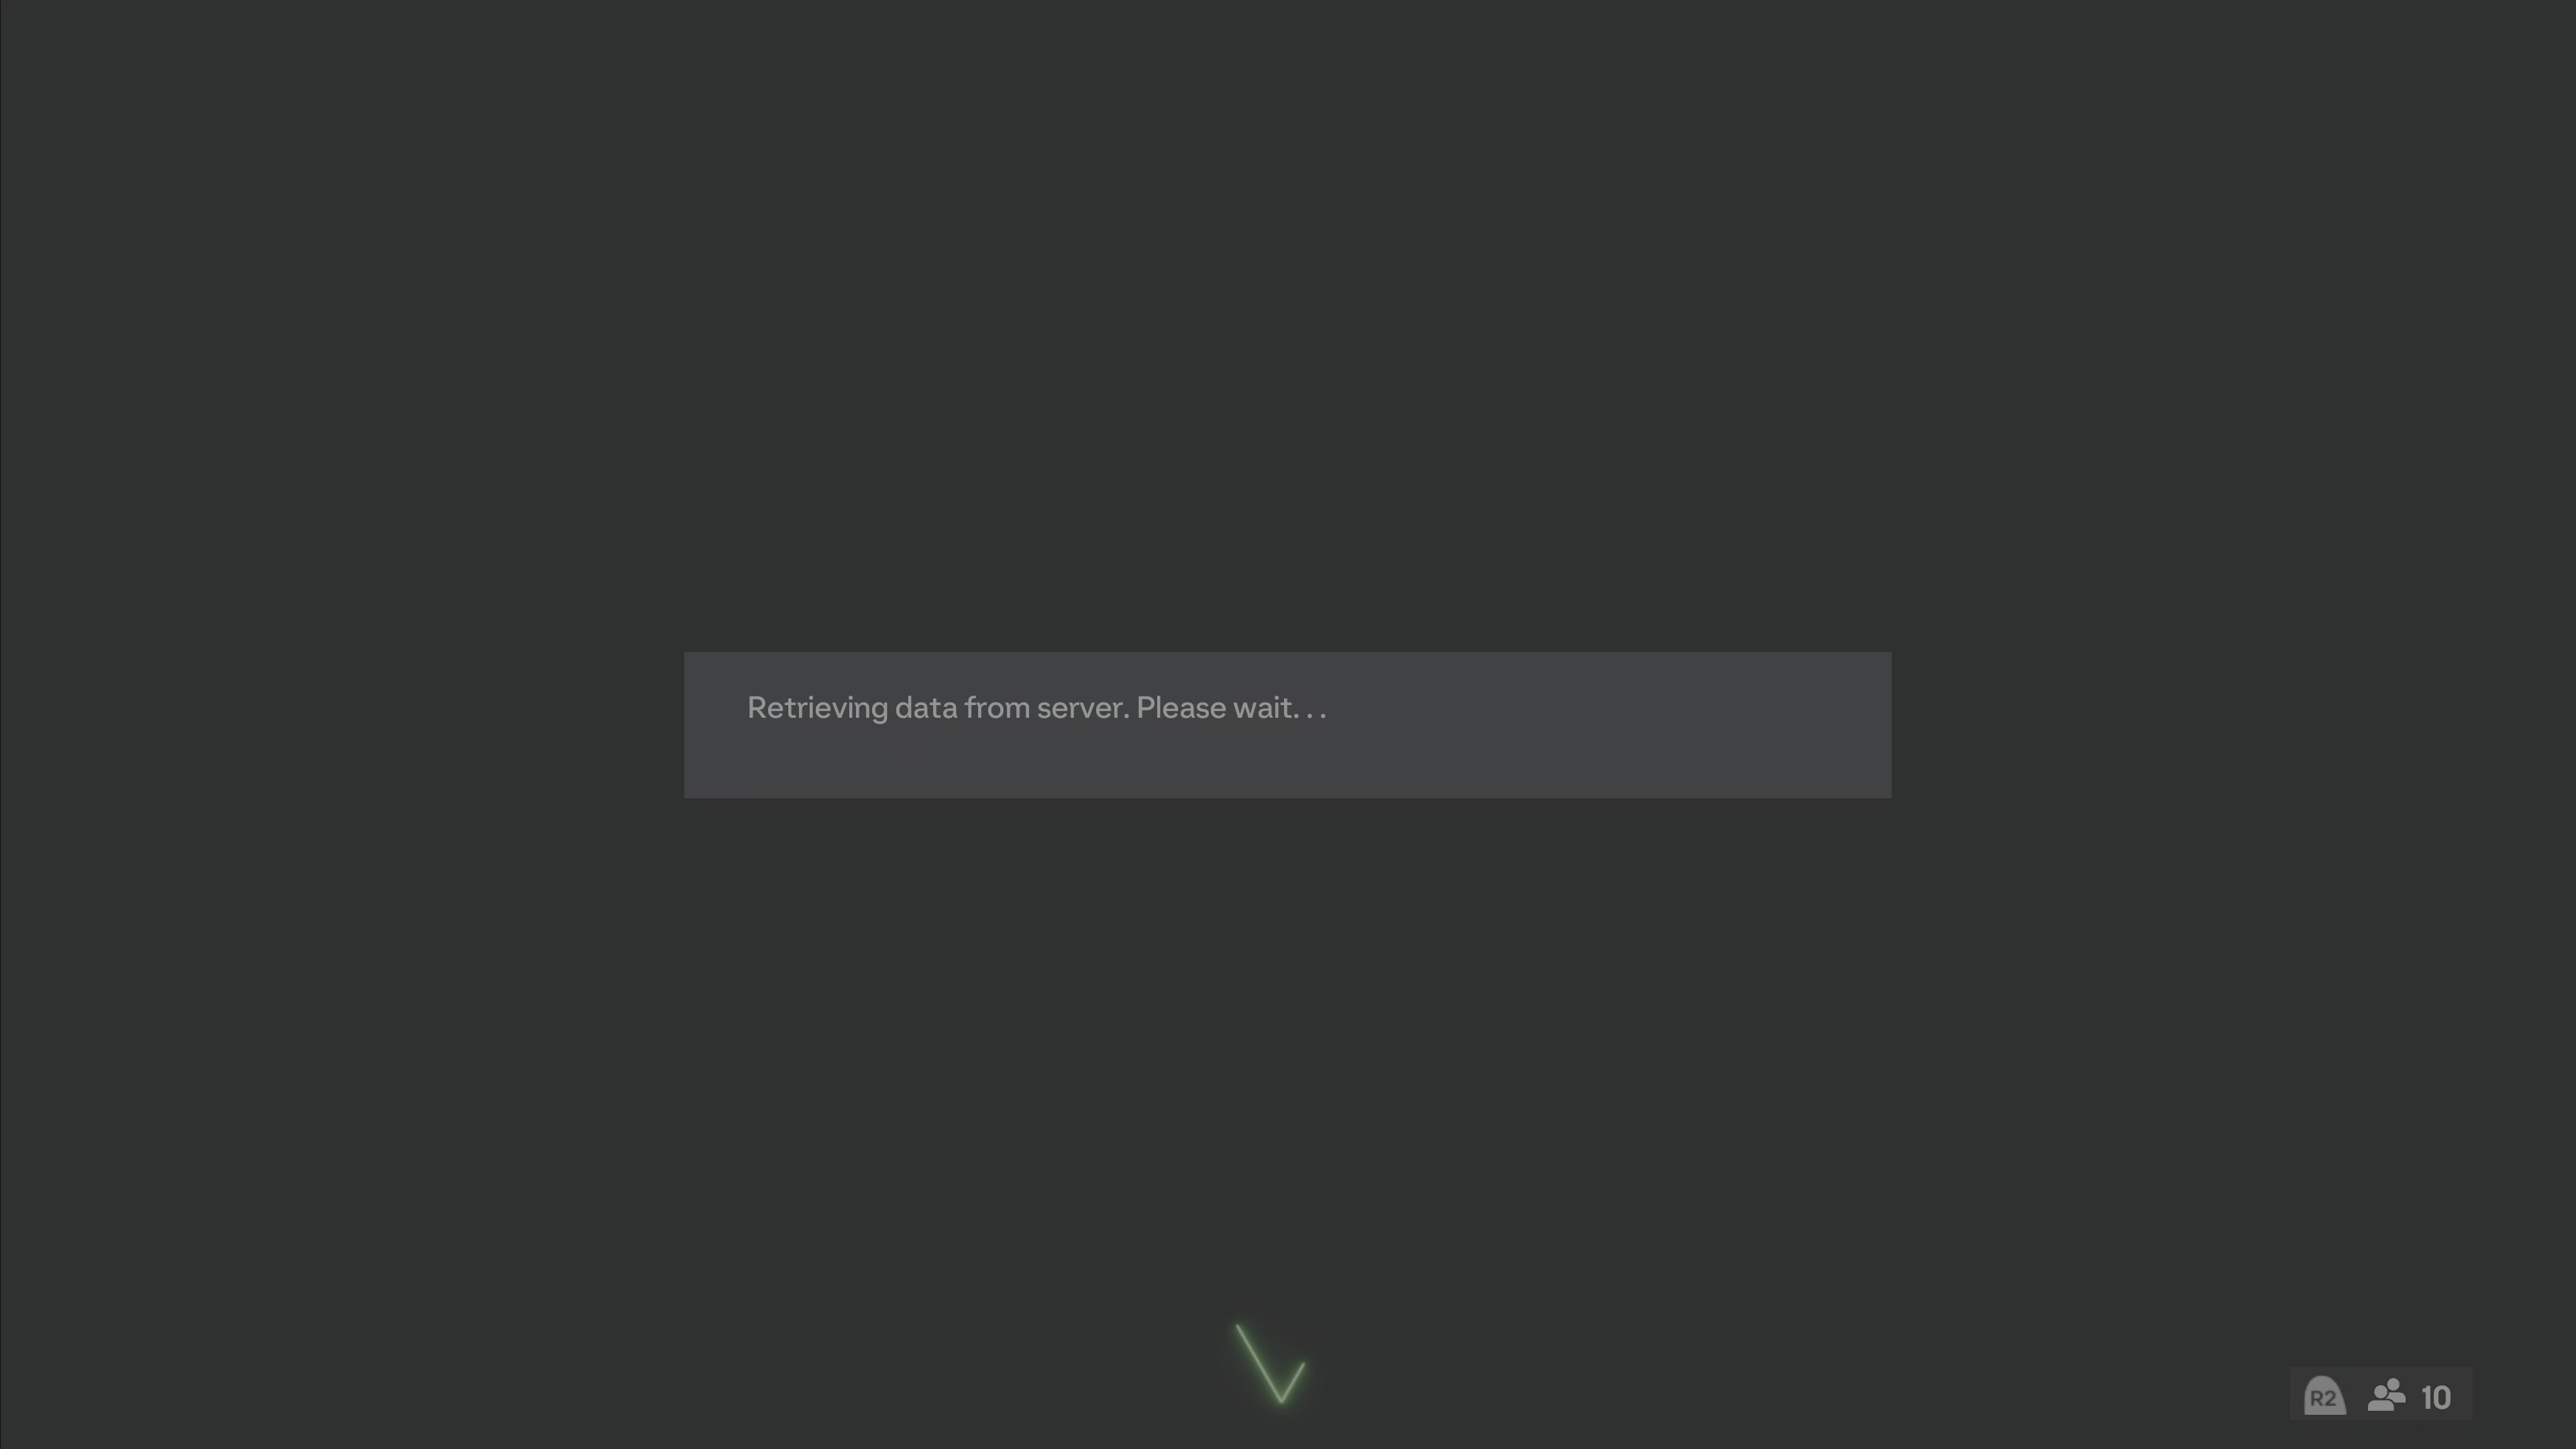 Retrieving data from server. Please wait. . .
R2 10